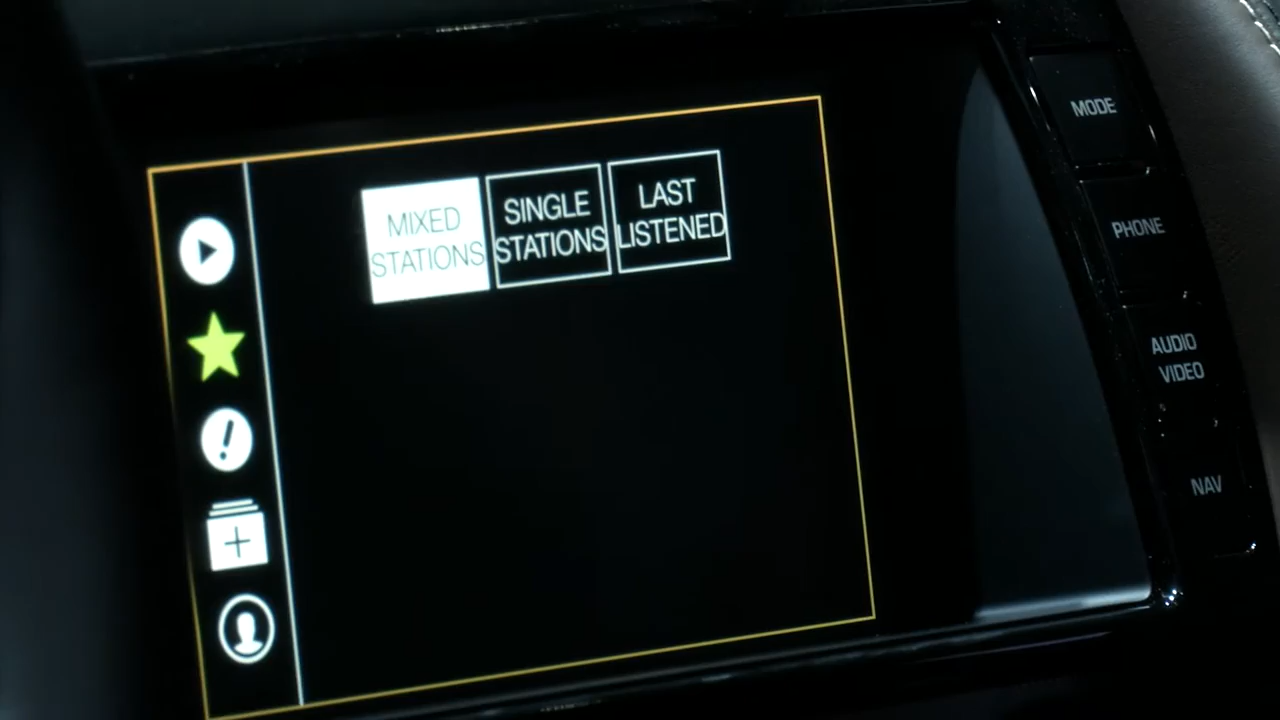 MIXED
STATIONS
SINGLE
STATIONS
LAST
LISTENED
MODE
PHONE
AUDIO
VIDEO
NAV